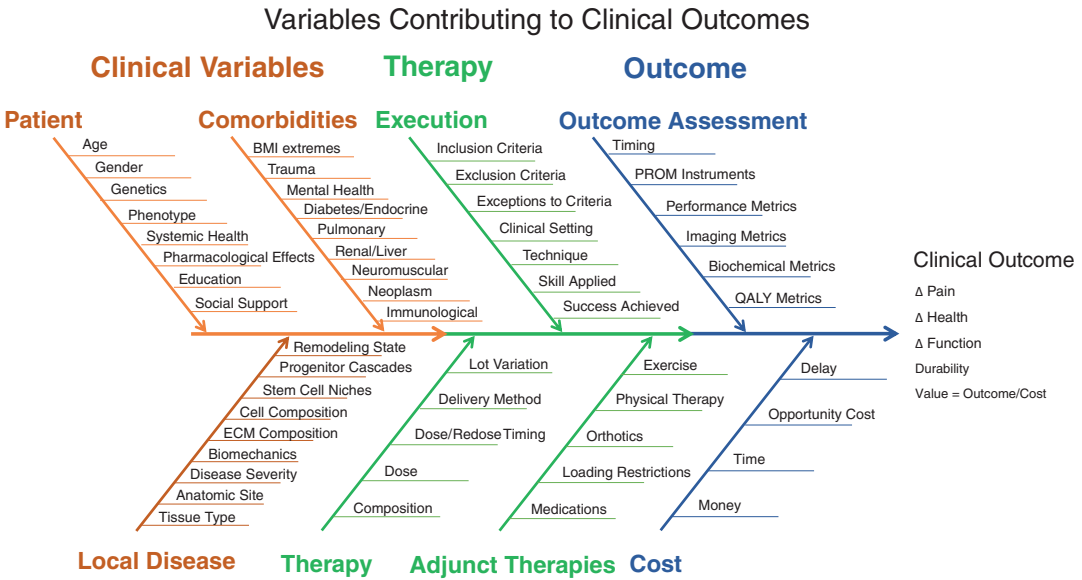 Variables Contributing to Clinical Outcomes
Clinical Variables
Therapy
Outcome
Patient
Age
Gender
Genetics
Phenotype
Systemic Health
Pharmacological Effects
Education
Social Support
Comorbidities
BMI extremes
Trauma
Mental Health
Diabetes/Endocrine
Pulmonary
Renal/Liver
Neuromuscular
Neoplasm
Immunological
Execution
Inclusion Criteria
Exclusion Criteria
Exceptions to Criteria
Clinical Setting
Technique
Skill Applied
Success Achieved
Outcome Assessment
Timing
PROM Instruments
Performance Metrics
Imaging Metrics
Biochemical Metrics
QALY Metrics
Clinical Outcome
Δ Pain
Δ Health
Δ Function
Durability
Value = Outcome/Cost
Remodeling State
Progenitor Cascades
Stem Cell Niches
Cell Composition
ECM Composition
Biomechanics
Disease Severity
Anatomic Site
Tissue Type
Local Disease
Lot Variation
Delivery Method
Dose/Redose Timing
Dose
Composition
Therapy
Exercise
Physical Therapy
Orthotics
Loading Restrictions
Medications
Adjunct Therapies
Delay
Opportunity Cost
Time
Money
Cost